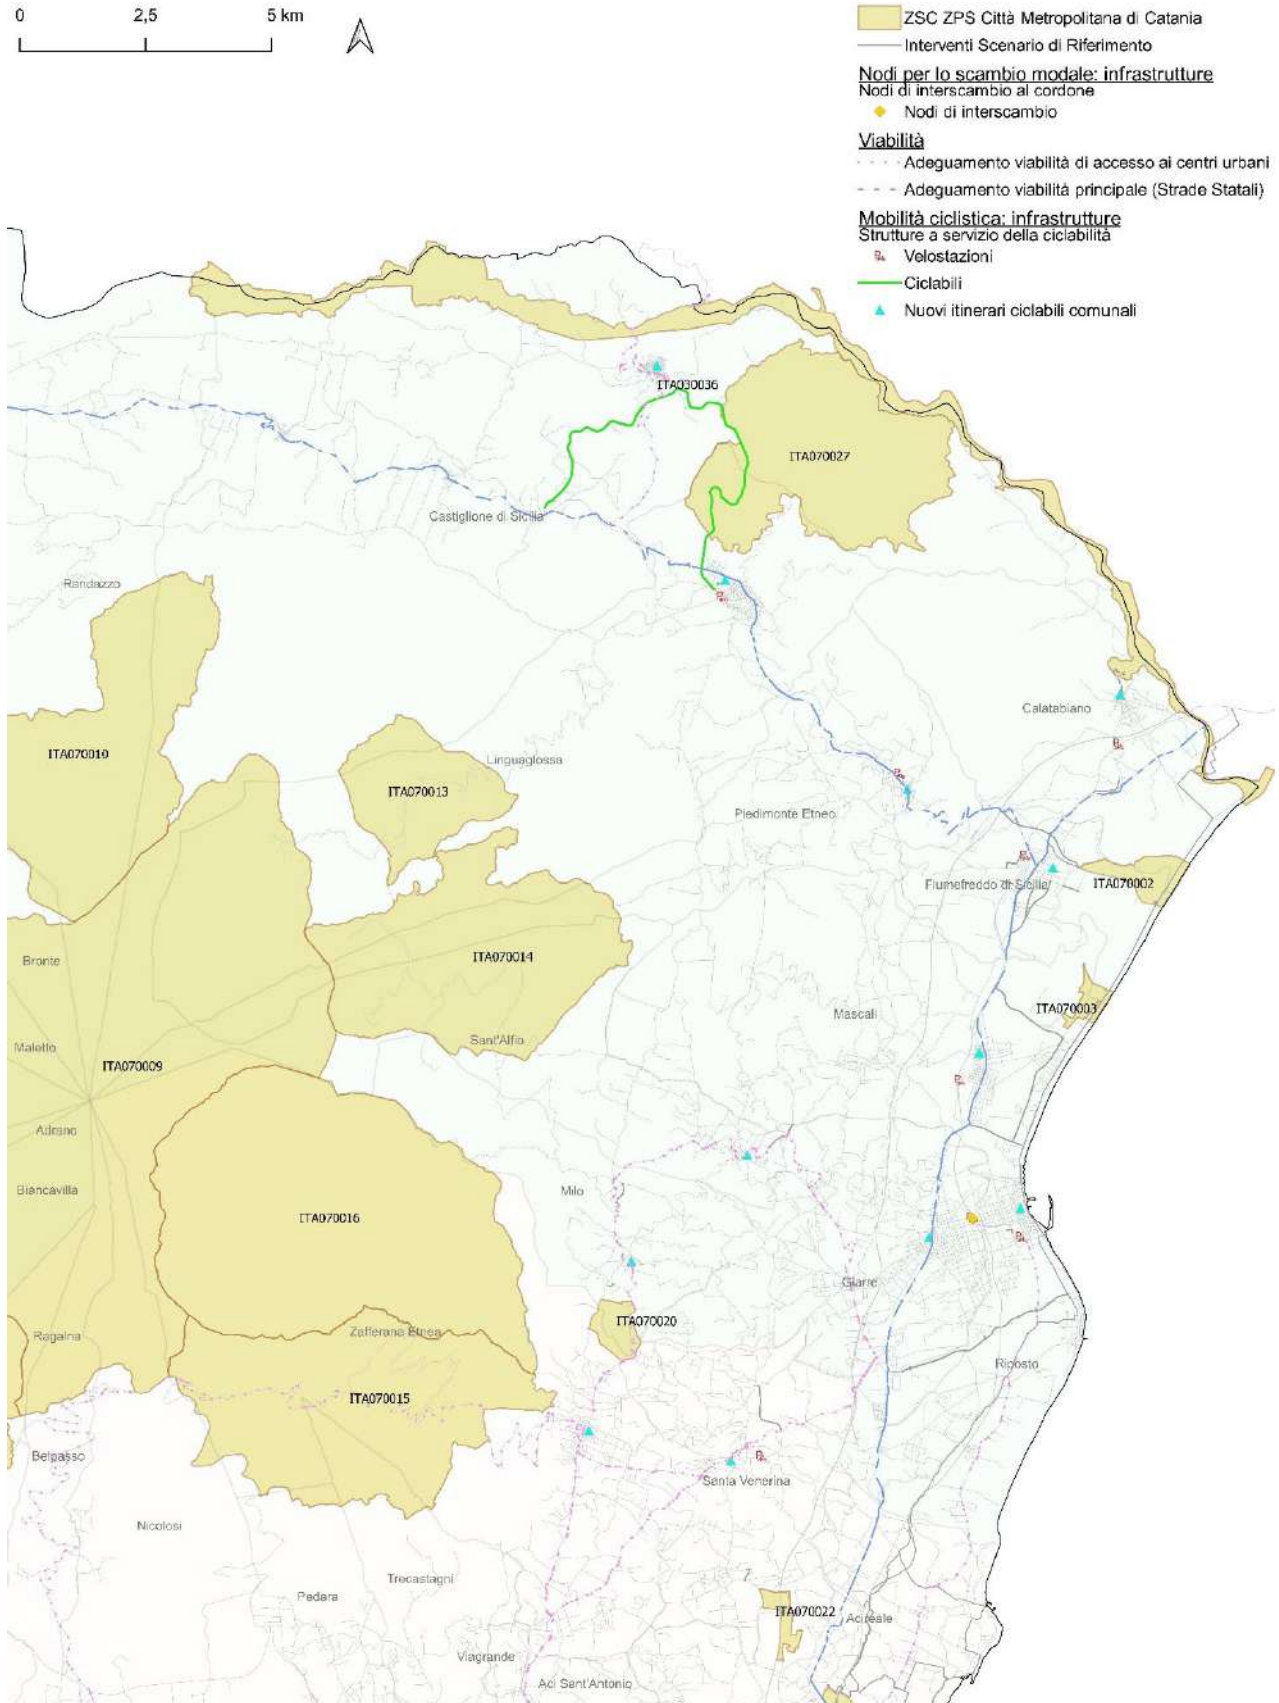 0 2,5 5 km
ZSC ZPS Città Metropolitana di Catania
Interventi Scenario di Riferimento
Nodi per lo scambio modale: infrastrutture
Nodi di interscambio al cordone
Nodi di interscambio
Viabilità
Adeguamento viabilità di accesso ai centri urbani
Adeguamento viabilità principale (Strade Statali)
Mobilità ciclistica: infrastrutture
Strutture a servizio della ciclabilità
Velostazioni
Ciclabili
Nuovi itinerari ciclabili comunali
ITA030036
ITA070027
Castiglione di Sicilia
Randazzo
Calatabiano
ITA070010
Linguaglossa
ITA070013
Piedimonte Etneo
Fiumefreddo di Sicilia
ITA070002
Bronte
ITA070014
Mascali
ITA070003
Sant'Alfio
Maletto
ITA070009
Adrano
Biancavilla
Milo
ITA070016
Giarre
ITA070020
Ragalna
Zafferana Etnea
Riposto
ITA070015
Belpasso
Santa Venerina
Nicolosi
Trecastagni
Pedara
ITA070022
Acireale
Viagrande
Aci Sant'Antonio